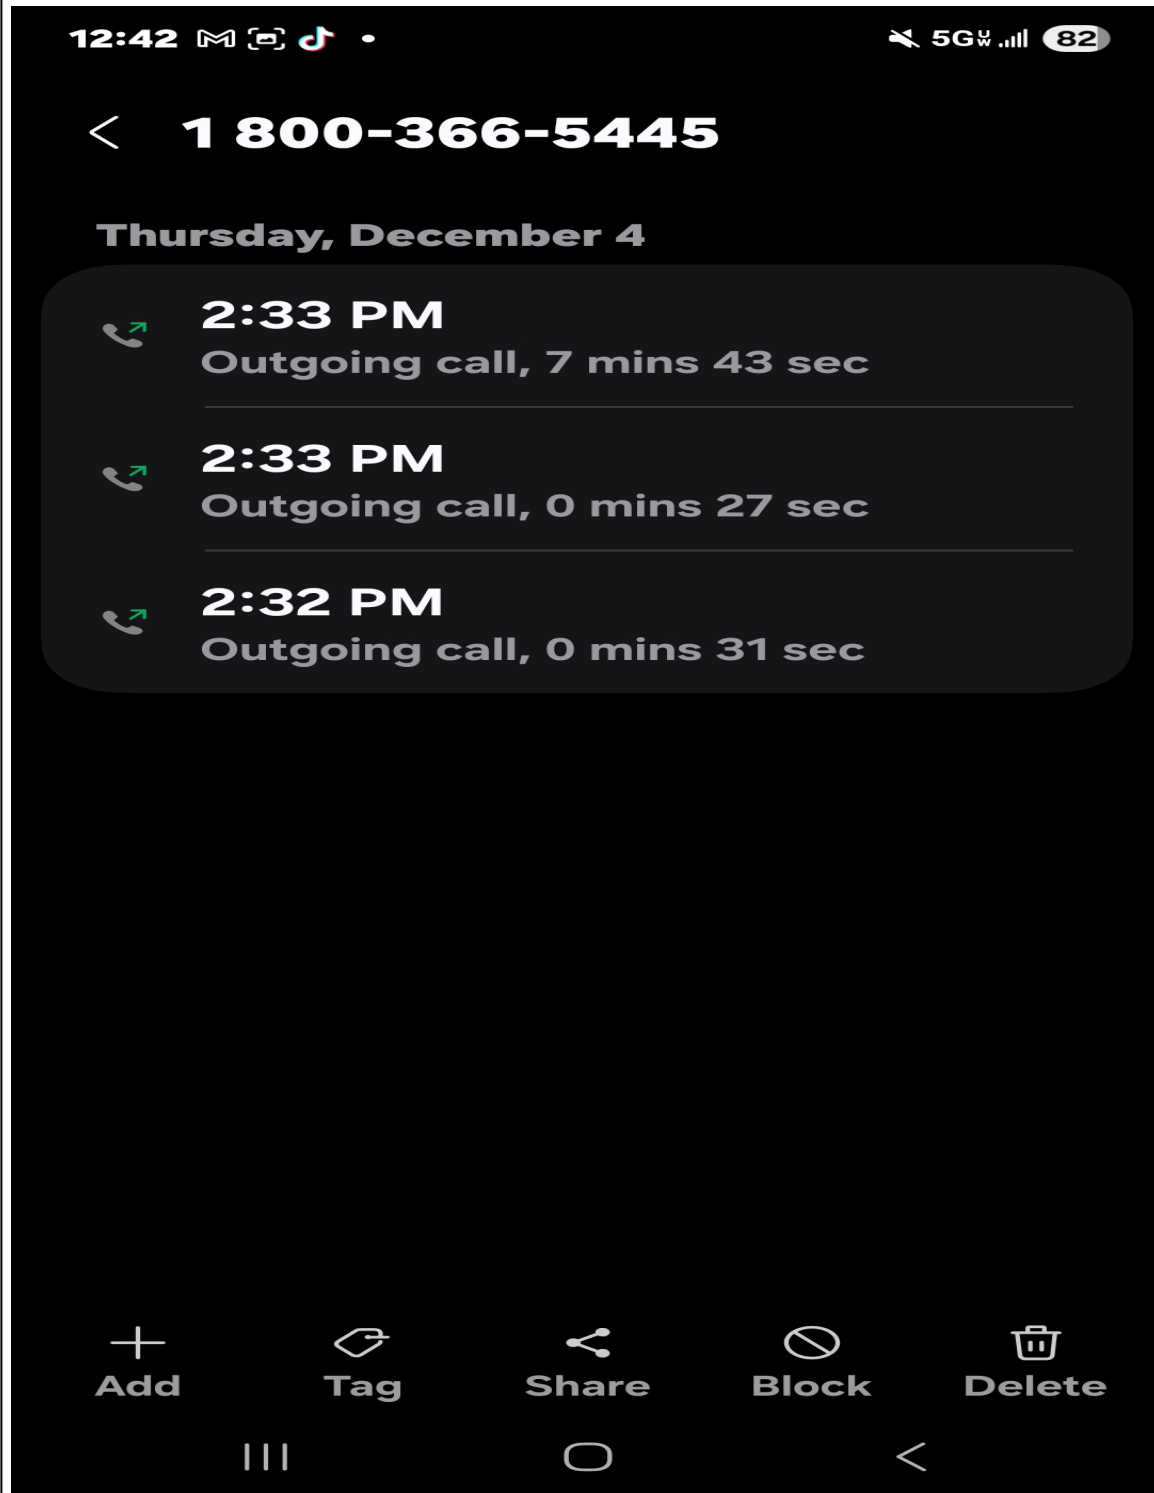 12:42 5G UW 82
1 800-366-5445
Thursday, December 4
2:33 PM
Outgoing call, 7 mins 43 sec
2:33 PM
Outgoing call, 0 mins 27 sec
2:32 PM
Outgoing call, 0 mins 31 sec
Add Tag Share Block Delete